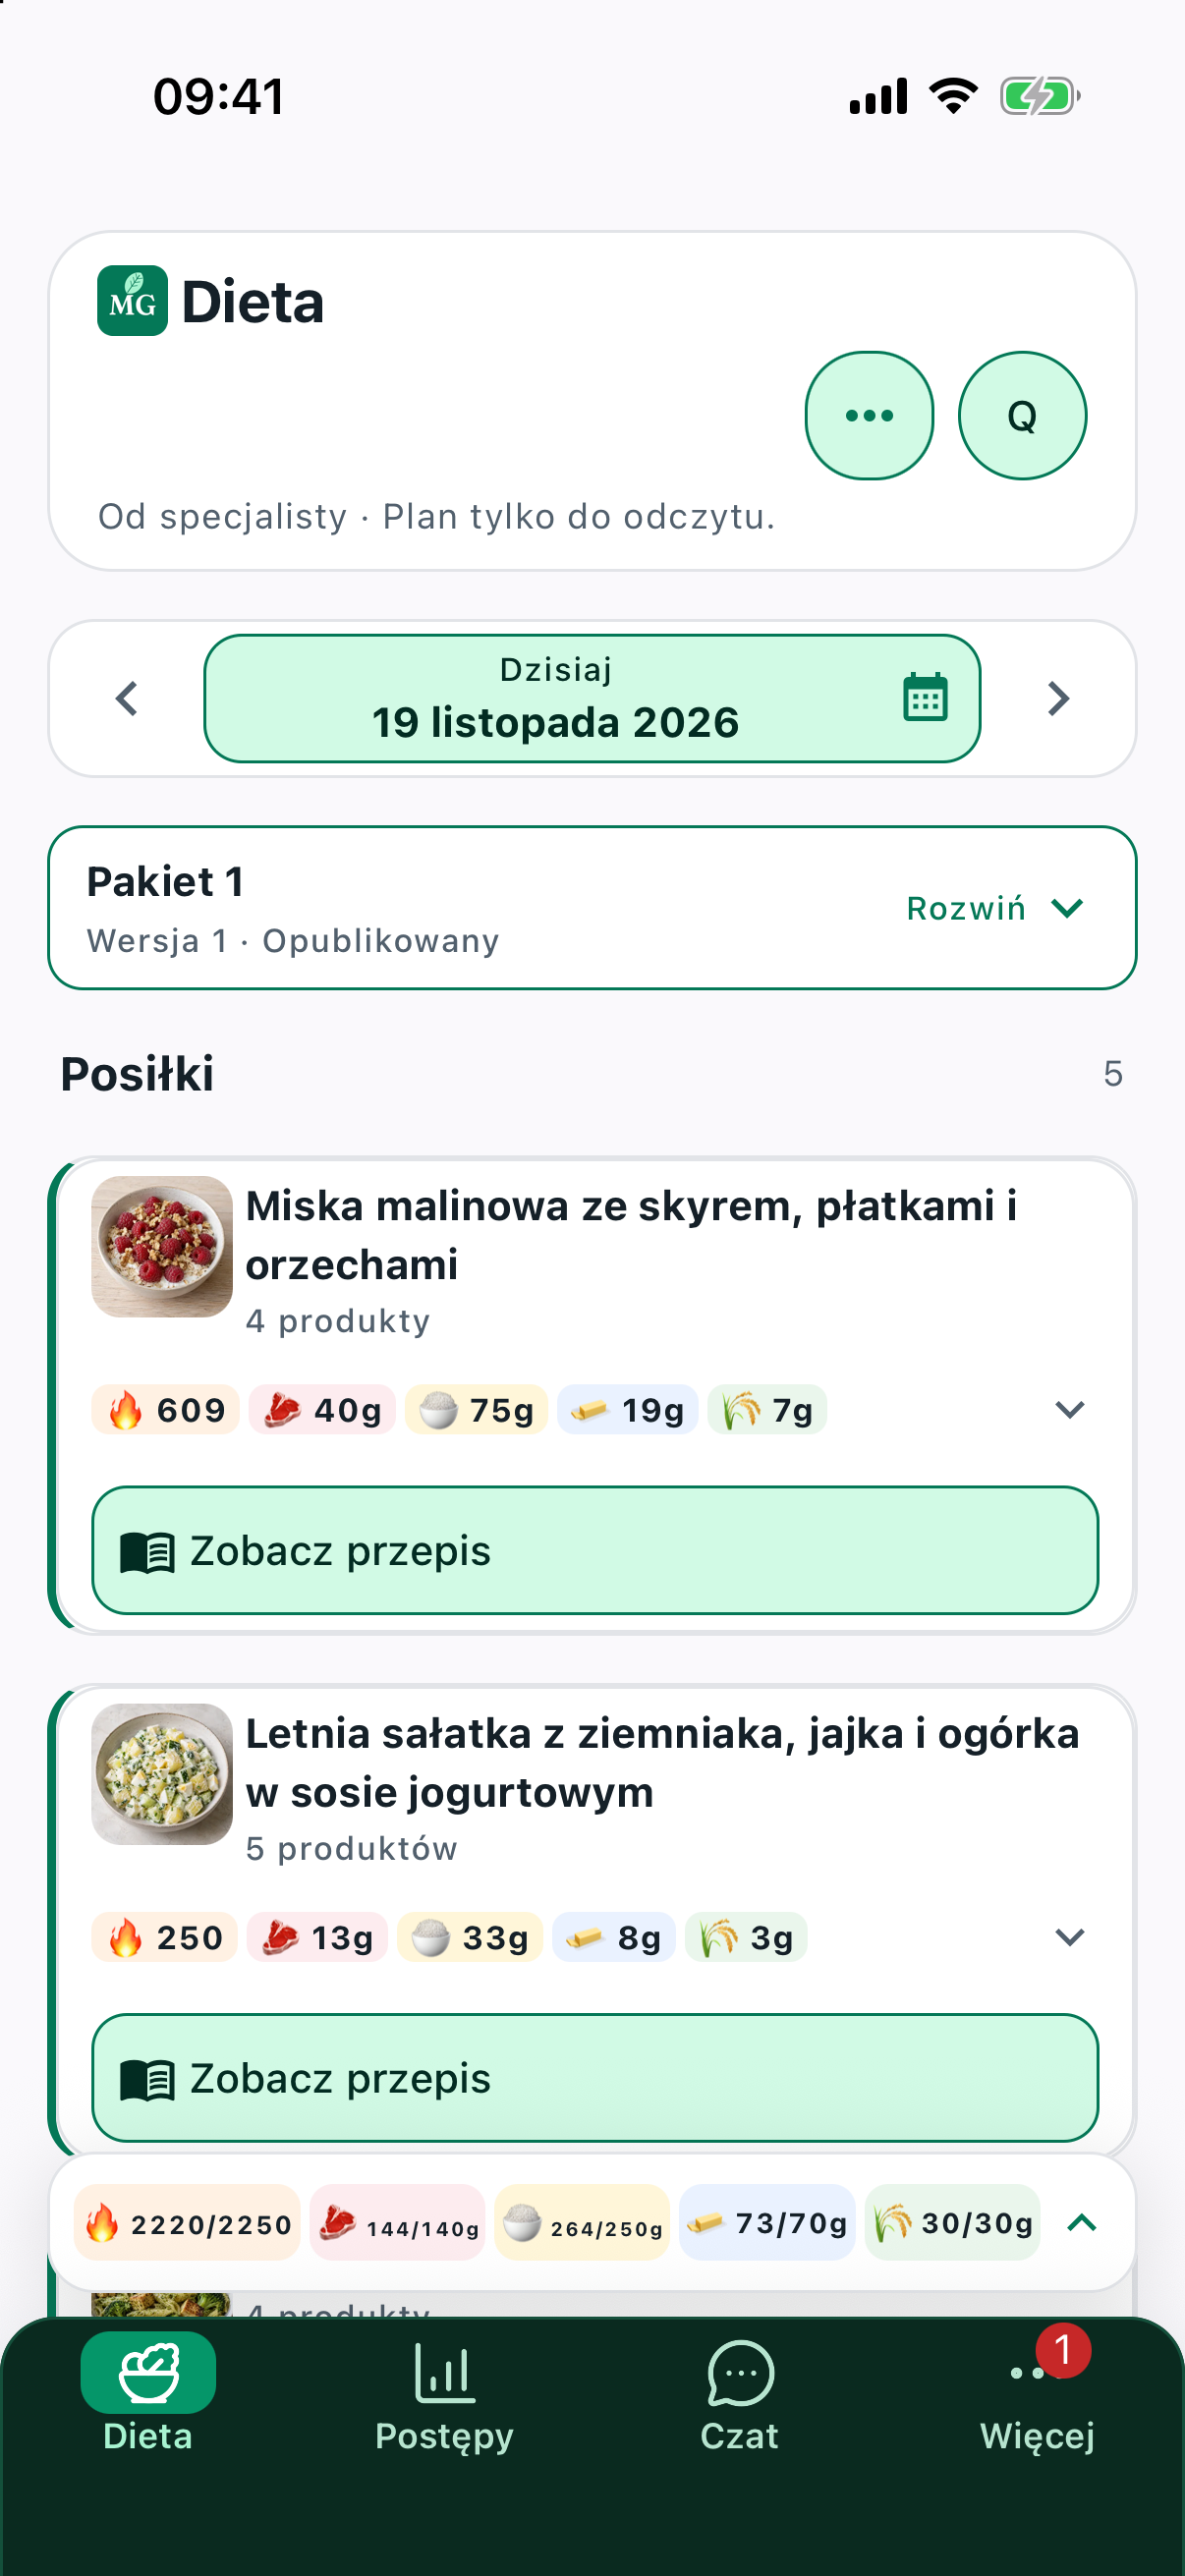 09:41
MG Dieta
Q
Od specjalisty · Plan tylko do odczytu.
Dzisiaj
19 listopada 2026
Pakiet 1
Wersja 1 · Opublikowany
Rozwiń
Posiłki
5
Miska malinowa ze skyrem, płatkami i
orzechami
4 produkty
609 40g 75g 19g 7g
Zobacz przepis
Letnia sałatka z ziemniaka, jajka i ogórka
w sosie jogurtowym
5 produktów
250 13g 33g 8g 3g
Zobacz przepis
2220/2250 144/140g 264/250g 73/70g 30/30g
4 produkty
1
Dieta Postępy Czat Więcej